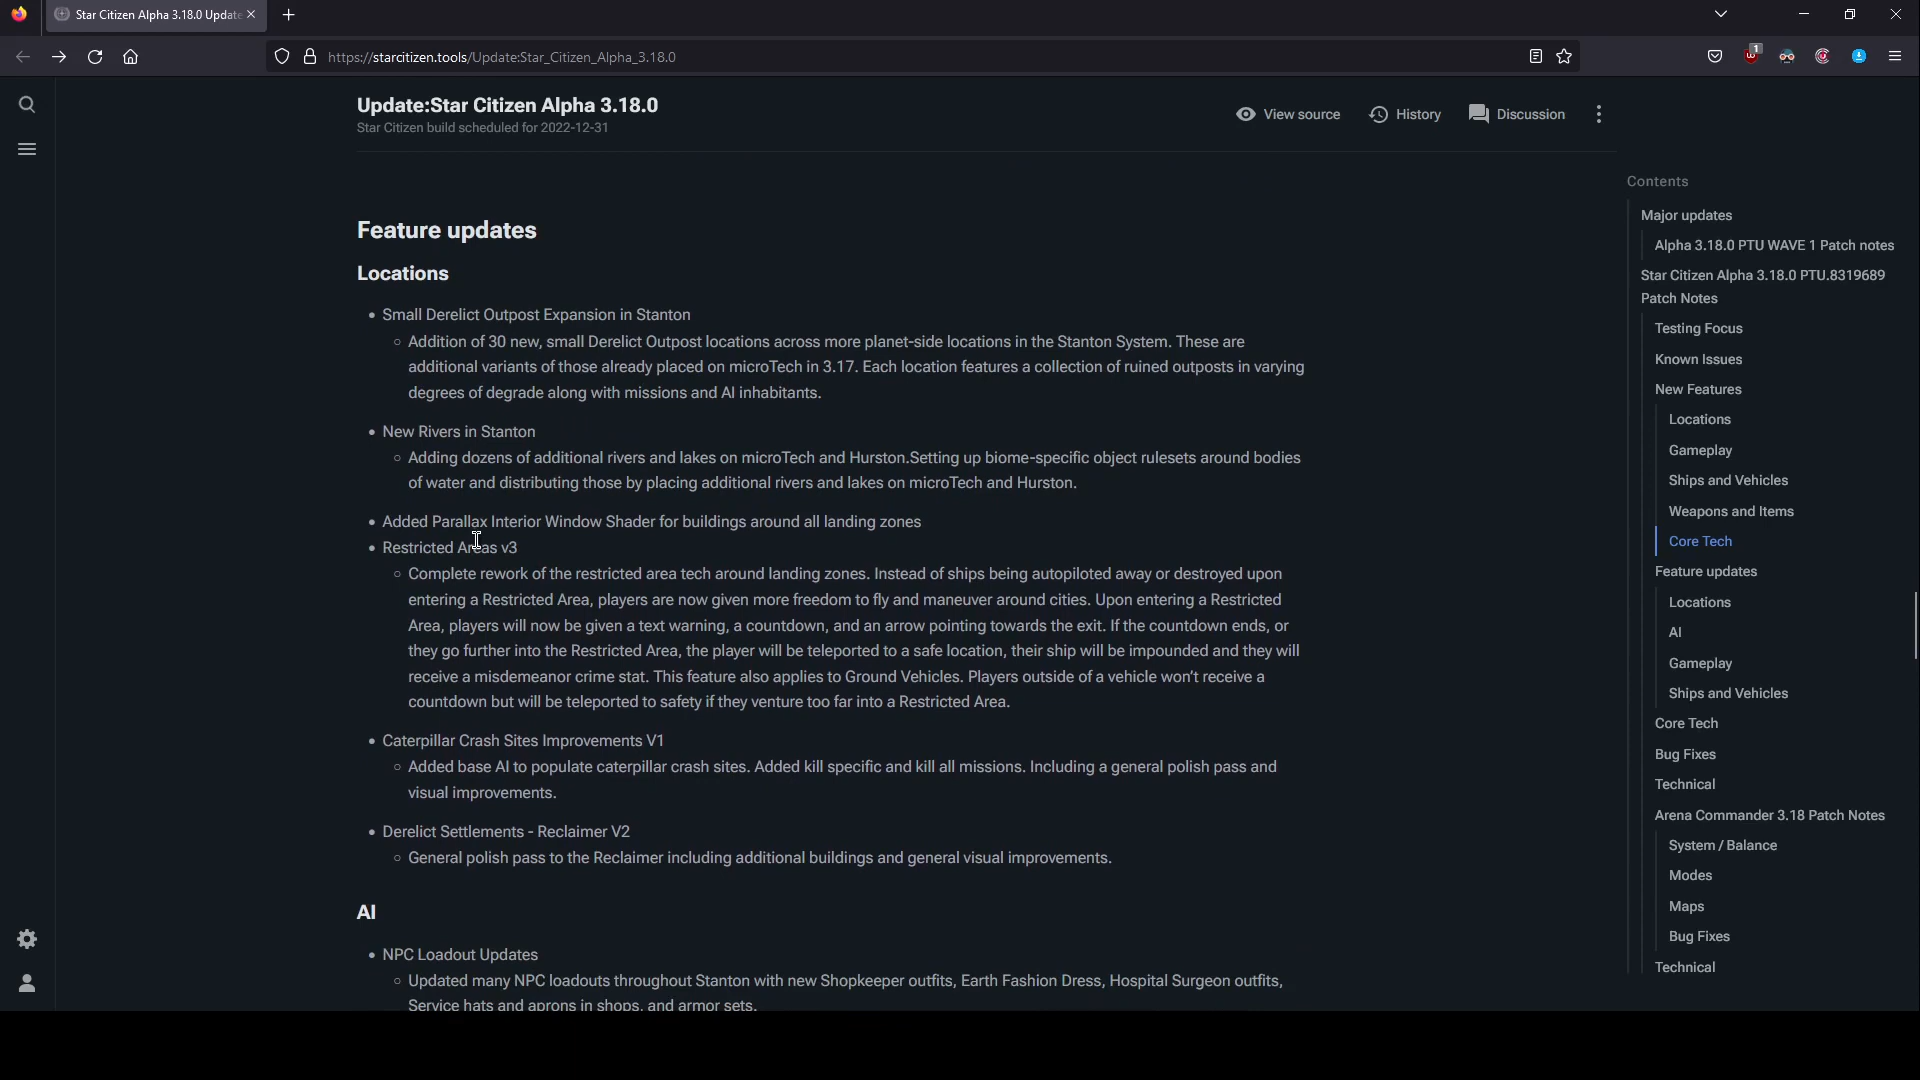 Star Citizen Alpha 3.18.0 Update
https://starcitizen.tools/Update:Star_Citizen_Alpha_3.18.0
1
Update:Star Citizen Alpha 3.18.0
Star Citizen build scheduled for 2022-12-31
View source
History
Discussion
Feature updates
Locations
• Small Derelict Outpost Expansion in Stanton
○ Addition of 30 new, small Derelict Outpost locations across more planet-side locations in the Stanton System. These are
additional variants of those already placed on microTech in 3.17. Each location features a collection of ruined outposts in varying
degrees of degrade along with missions and AI inhabitants.
• New Rivers in Stanton
○ Adding dozens of additional rivers and lakes on microTech and Hurston.Setting up biome-specific object rulesets around bodies
of water and distributing those by placing additional rivers and lakes on microTech and Hurston.
• Added Parallax Interior Window Shader for buildings around all landing zones
• Restricted Areas v3
○ Complete rework of the restricted area tech around landing zones. Instead of ships being autopiloted away or destroyed upon
entering a Restricted Area, players are now given more freedom to fly and maneuver around cities. Upon entering a Restricted
Area, players will now be given a text warning, a countdown, and an arrow pointing towards the exit. If the countdown ends, or
they go further into the Restricted Area, the player will be teleported to a safe location, their ship will be impounded and they will
receive a misdemeanor crime stat. This feature also applies to Ground Vehicles. Players outside of a vehicle won't receive a
countdown but will be teleported to safety if they venture too far into a Restricted Area.
• Caterpillar Crash Sites Improvements V1
○ Added base AI to populate caterpillar crash sites. Added kill specific and kill all missions. Including a general polish pass and
visual improvements.
• Derelict Settlements - Reclaimer V2
○ General polish pass to the Reclaimer including additional buildings and general visual improvements.
AI
• NPC Loadout Updates
○ Updated many NPC loadouts throughout Stanton with new Shopkeeper outfits, Earth Fashion Dress, Hospital Surgeon outfits,
Service hats and aprons in shops, and armor sets.
Contents
Major updates
Alpha 3.18.0 PTU WAVE 1 Patch notes
Star Citizen Alpha 3.18.0 PTU.8319689
Patch Notes
Testing Focus
Known Issues
New Features
Locations
Gameplay
Ships and Vehicles
Weapons and Items
Core Tech
Feature updates
Locations
AI
Gameplay
Ships and Vehicles
Core Tech
Bug Fixes
Technical
Arena Commander 3.18 Patch Notes
System / Balance
Modes
Maps
Bug Fixes
Technical